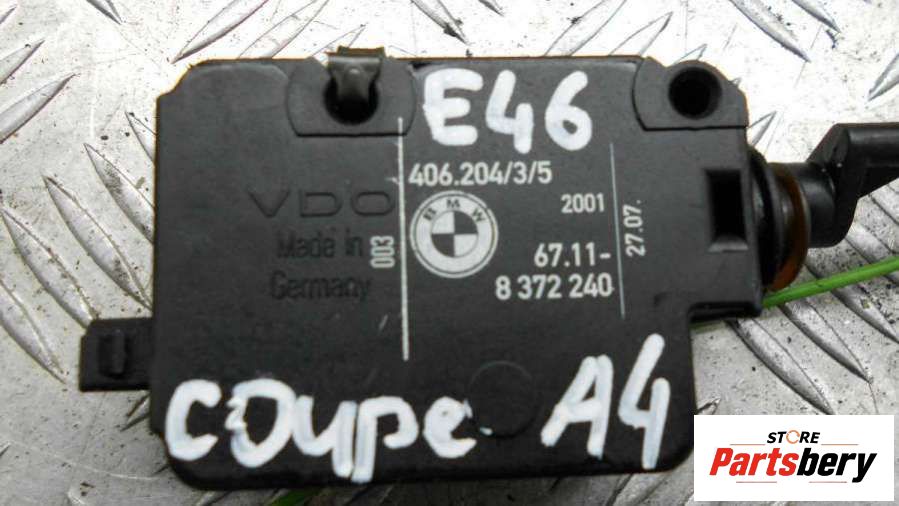 E46
406.204/3/5
VDO
BMW
2001
27.07.
Made in
Germany
003
67.11-
8 372 240
coupe A4
STORE
Partsbery